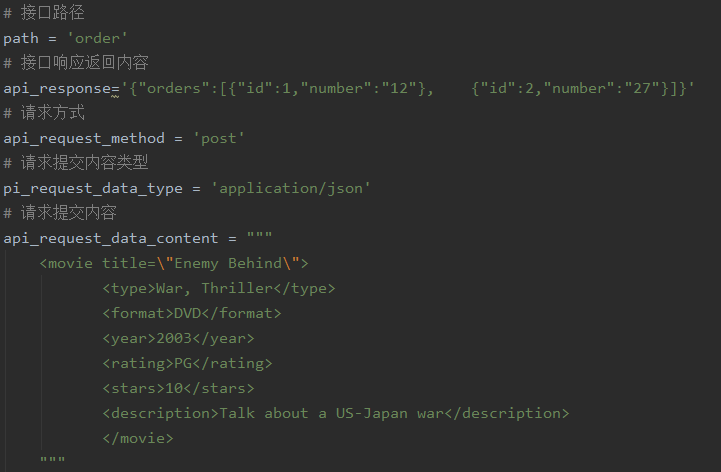 # 接口路径
path = 'order'
# 接口响应返回内容
api_response='{"orders":[{"id":1,"number":"12"},    {"id":2,"number":"27"}]}'
# 请求方式
api_request_method = 'post'
# 请求提交内容类型
pi_request_data_type = 'application/json'
# 请求提交内容
api_request_data_content = """
    <movie title=\"Enemy Behind\">
           <type>War, Thriller</type>
           <format>DVD</format>
           <year>2003</year>
           <rating>PG</rating>
           <stars>10</stars>
           <description>Talk about a US-Japan war</description>
           </movie>
    """